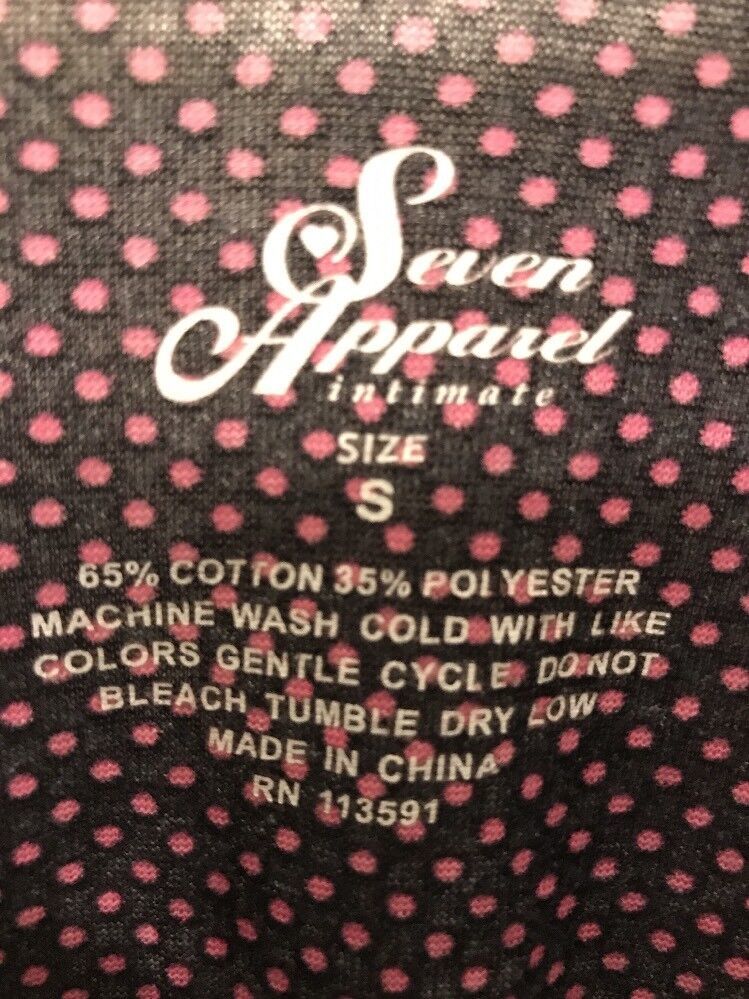 Seven
Apparel
intimate
SIZE
S
65% COTTON 35% POLYESTER
MACHINE WASH COLD WITH LIKE
COLORS GENTLE CYCLE DO NOT
BLEACH TUMBLE DRY LOW
MADE IN CHINA
RN 113591